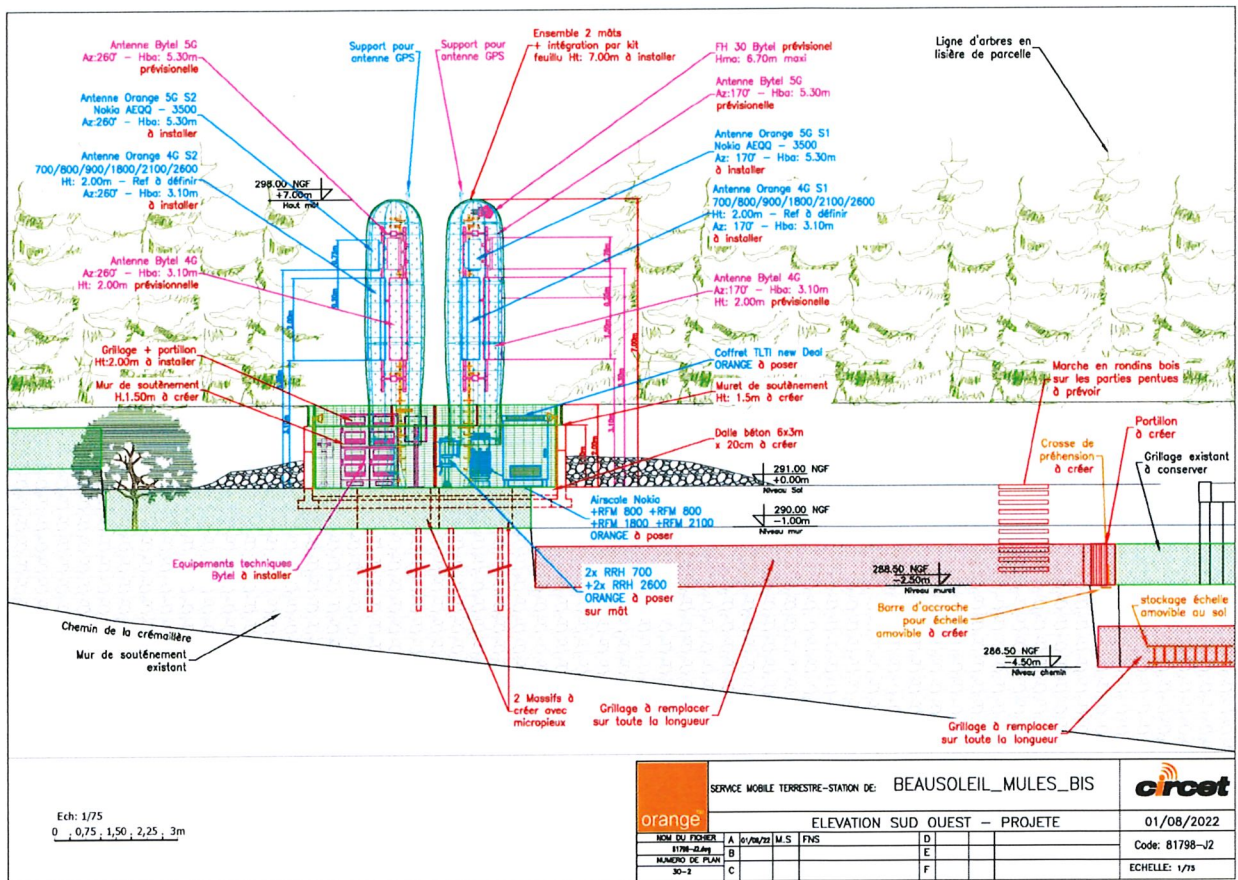 Antenne Bytel 5G
Az:260° - Hba: 5.30m
prévisionelle
Antenne Orange 5G S2
Nokia AEQQ - 3500
Az:260° - Hba: 5.30m
à installer
Antenne Orange 4G S2
700/800/900/1800/2100/2600
Ht: 2.00m - Ref à définir
Az:260° - Hba: 3.10m
à installer
Support pour
antenne GPS
Support pour
antenne GPS
Ensemble 2 mâts
+ intégration par kit
feuillu Ht: 7.00m à installer
FH 30 Bytel prévisionel
Hma: 6.70m maxi
Antenne Bytel 5G
Az:170° - Hba: 5.30m
prévisionelle
Antenne Orange 5G S1
Nokia AEQQ - 3500
Az: 170° - Hba: 5.30m
à installer
Antenne Orange 4G S1
700/800/900/1800/2100/2600
Ht: 2.00m - Ref à définir
Az: 170° - Hba: 3.10m
à installer
Ligne d'arbres en
lisière de parcelle
298.00 NGF
+7.00m
Haut mât
Antenne Bytel 4G
Az:260° - Hba: 3.10m
Ht: 2.00m prévisionnelle
Antenne Bytel 4G
Az:170° - Hba: 3.10m
Ht: 2.00m prévisionnelle
Grillage + portillon
Ht:2.00m à installer
Mur de soutènement
H.1.50m à créer
Coffret TLTI new Deal
ORANGE à poser
Muret de soutènement
Ht: 1.5m à créer
Dalle béton 6x3m
x 20cm à créer
Marche en rondins bois
sur les parties pentues
à prévoir
Crosse de
préhension
à créer
Portillon
à créer
Grillage existant
à conserver
291.00 NGF
+0.00m
Niveau Sol
290.00 NGF
-1.00m
Niveau mur
Airscale Nokia
+RFM 800 +RFM 800
+RFM 1800 +RFM 2100
ORANGE à poser
Equipements techniques
Bytel à installer
2x RRH 700
+2x RRH 2600
ORANGE à poser
sur mât
288.50 NGF
-2.50m
Niveau muret
Barre d'accroche
pour échelle
amovible à créer
stockage échelle
amovible au sol
286.50 NGF
-4.50m
Niveau chemin
Chemin de la crémaillère
Mur de soutènement
existant
2 Massifs à
créer avec
micropieux
Grillage à remplacer
sur toute la longueur
Grillage à remplacer
sur toute la longueur
Ech: 1/75
0 0,75 1,50 2,25 3m
orange
SERVICE MOBILE TERRESTRE-STATION DE: BEAUSOLEIL_MULES_BIS
circet
ELEVATION SUD OUEST - PROJETE
01/08/2022
NOM DU FICHIER
81798-J2.dwg
NUMERO DE PLAN
30-2
A 01/08/22 M.S FNS
B
C
D
E
F
Code: 81798-J2
ECHELLE: 1/75